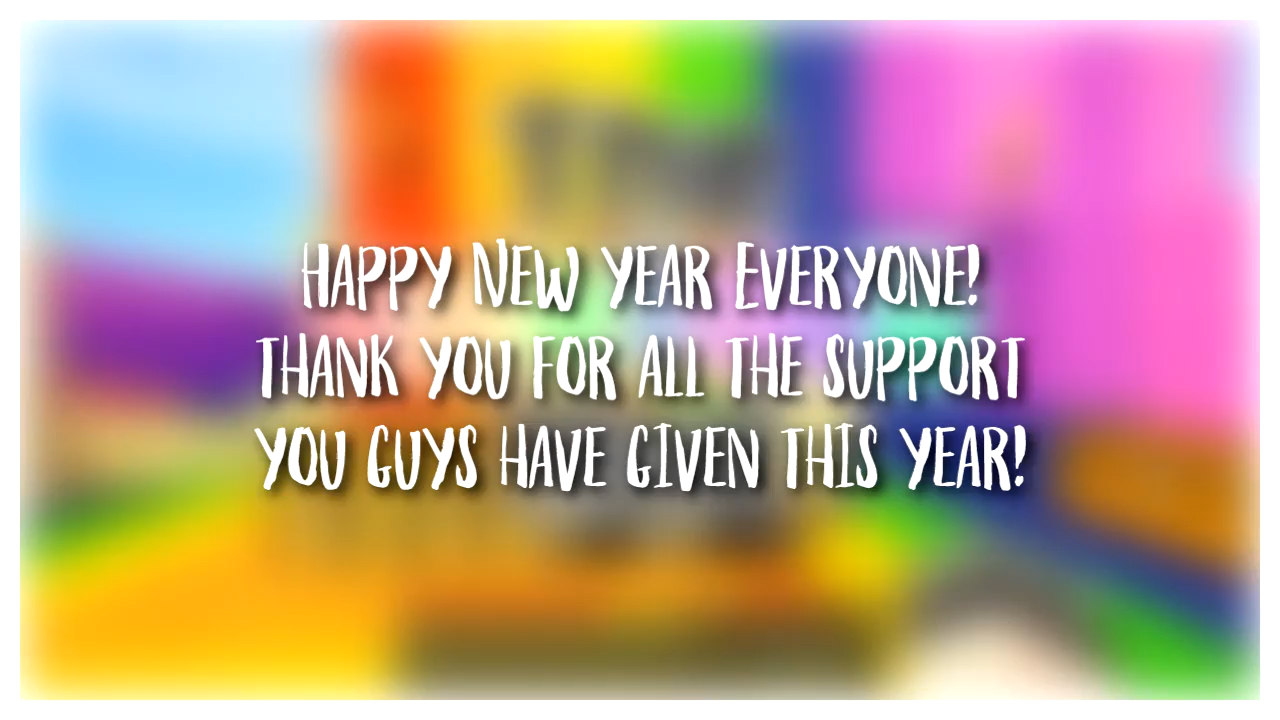 Happy New Year Everyone!
Thank you for all the support
you guys have given this year!